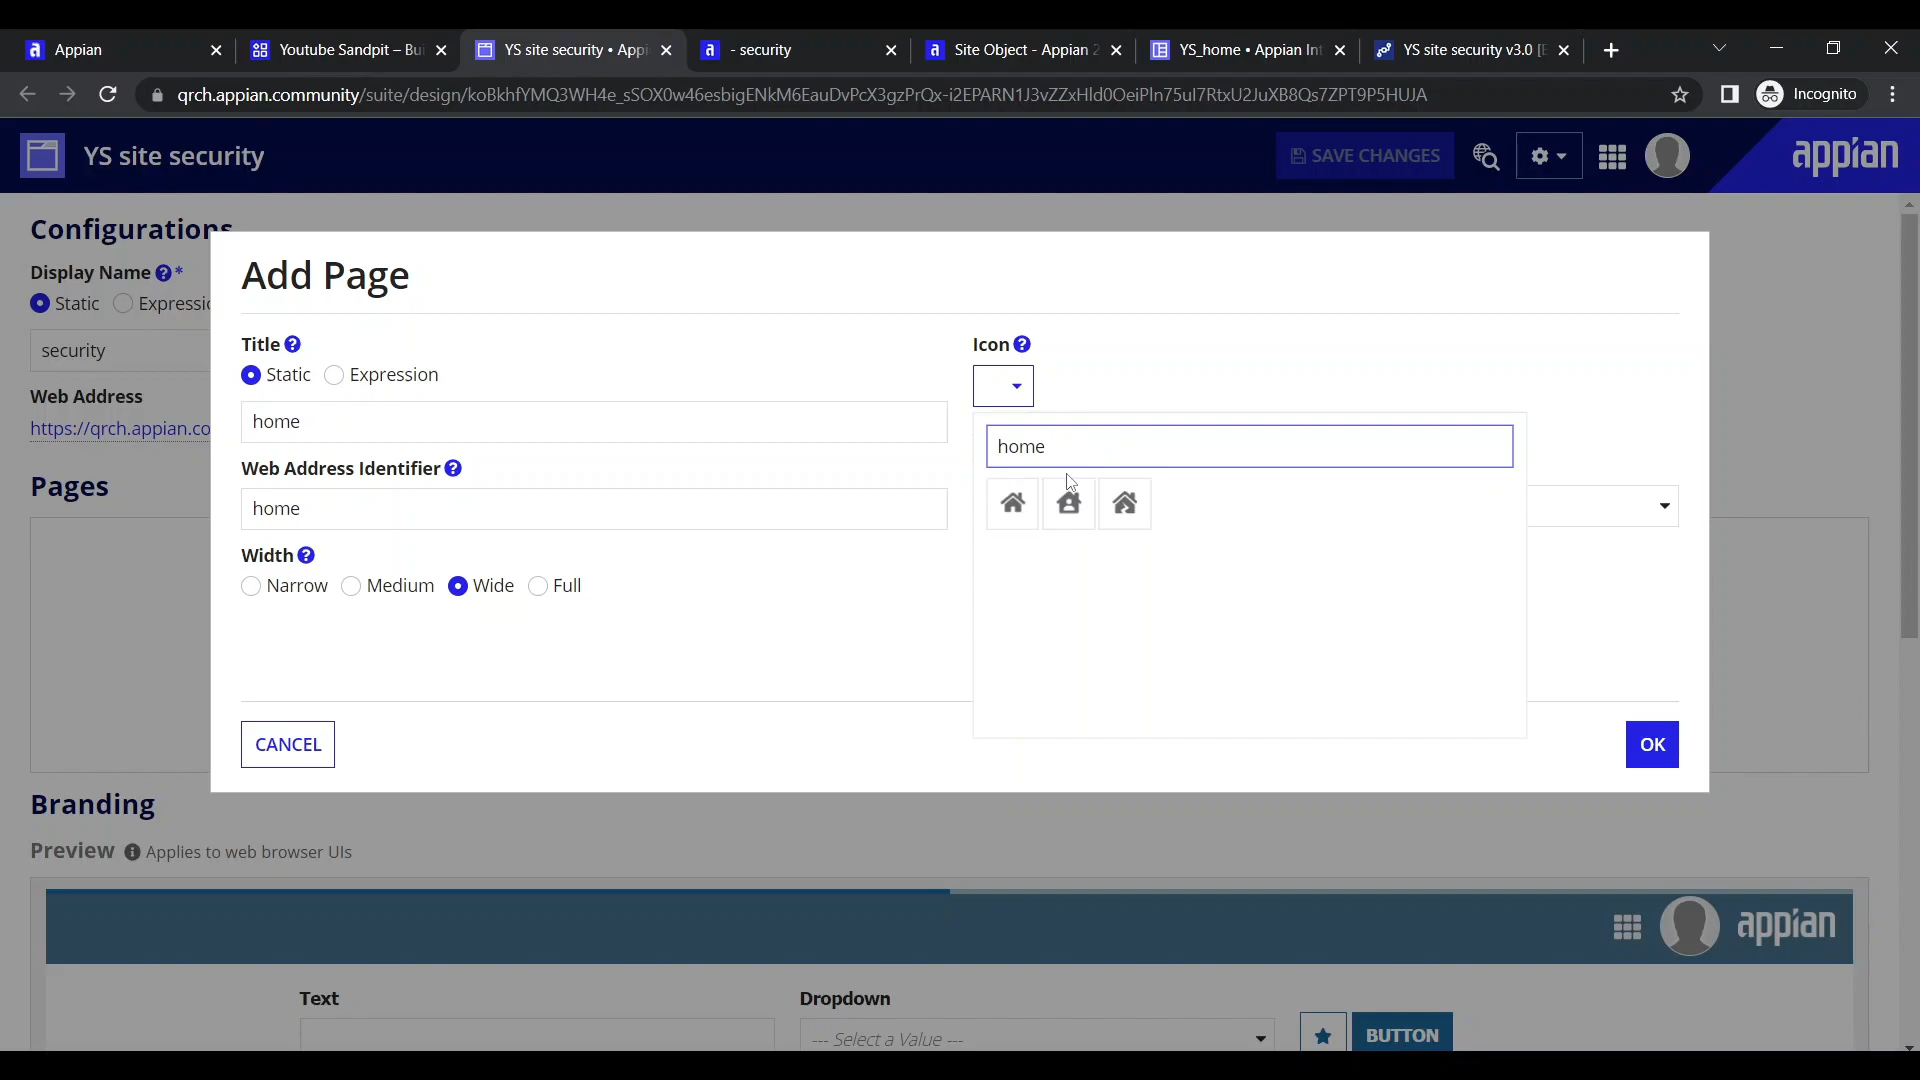 Appian
Youtube Sandpit – Bui
YS site security • Appi
- security
Site Object - Appian 2
YS_home • Appian Int
YS site security v3.0 [E
qrch.appian.community/suite/design/koBkhfYMQ3WH4e_sSOX0w46esbigENkM6EauDvPcX3gzPrQx-i2EPARN1J3vZZxHld0OeiPln75uI7RtxU2JuXB8Qs7ZPT9P5HUJA
Incognito
YS site security
SAVE CHANGES
appian
Configurations
Display Name ? *
Static
Expressio
security
Web Address
https://qrch.appian.co
Pages
Add Page
Title ?
Static
Expression
home
Web Address Identifier ?
home
Width ?
Narrow
Medium
Wide
Full
Icon ?
home
CANCEL
OK
Branding
Preview
Applies to web browser UIs
appian
Text
Dropdown
--- Select a Value ---
BUTTON